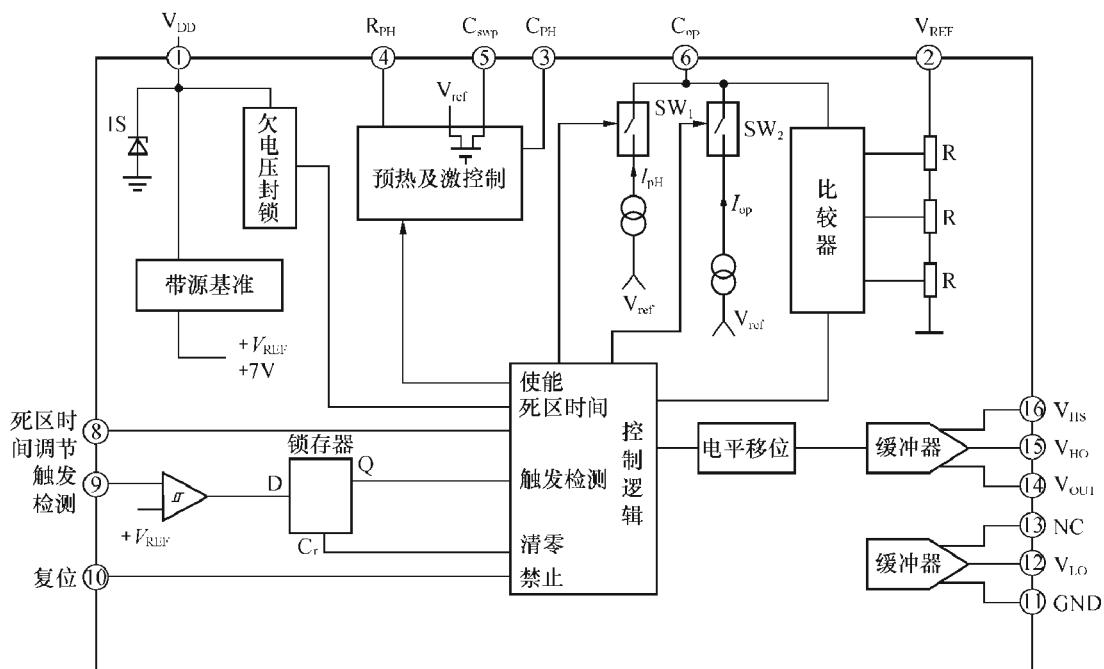 V_DD
R_PH
C_swp
C_PH
C_op
V_REF
1
4
5
3
6
2
1S
欠电压封锁
V_ref
预热及激控制
SW_1
SW_2
I_pH
I_op
V_ref
V_ref
比较器
R
R
R
带源基准
+V_REF
+7V
使能
死区时间
触发检测
清零
禁止
控制逻辑
死区时间调节
8
触发检测
9
+V_REF
锁存器
D
Q
C_r
复位
10
电平移位
缓冲器
16
V_HS
15
V_HO
14
V_OUT
13
NC
缓冲器
12
V_LO
11
GND